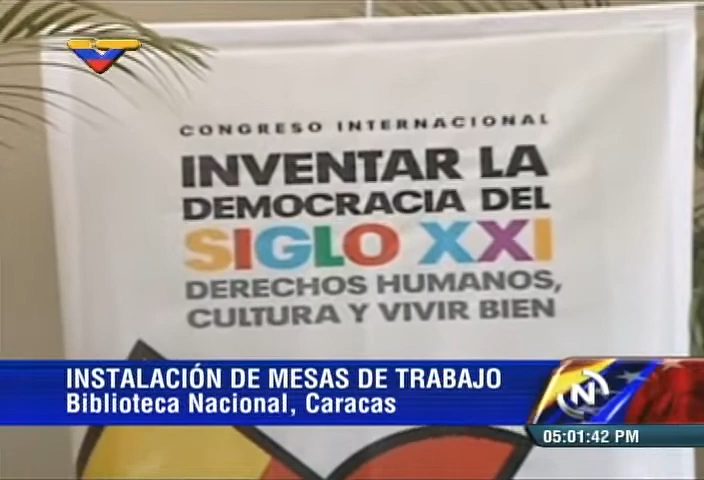 CONGRESO INTERNACIONAL
INVENTAR LA
DEMOCRACIA DEL
SIGLO XXI
DERECHOS HUMANOS,
CULTURA Y VIVIR BIEN
INSTALACIÓN DE MESAS DE TRABAJO
Biblioteca Nacional, Caracas
N
05:01:42 PM